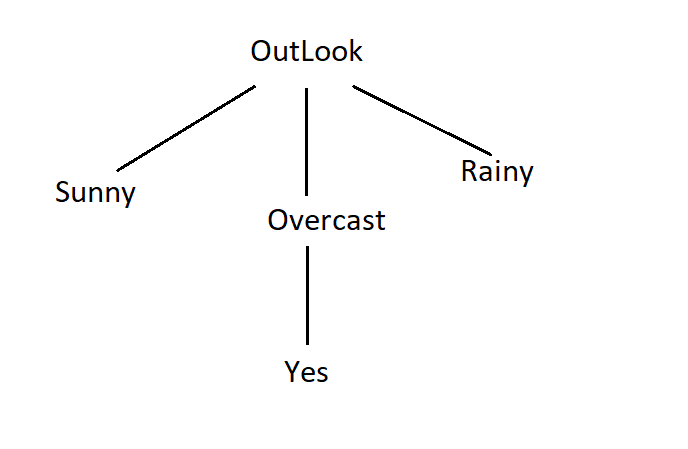 OutLook
Sunny
Rainy
Overcast
Yes